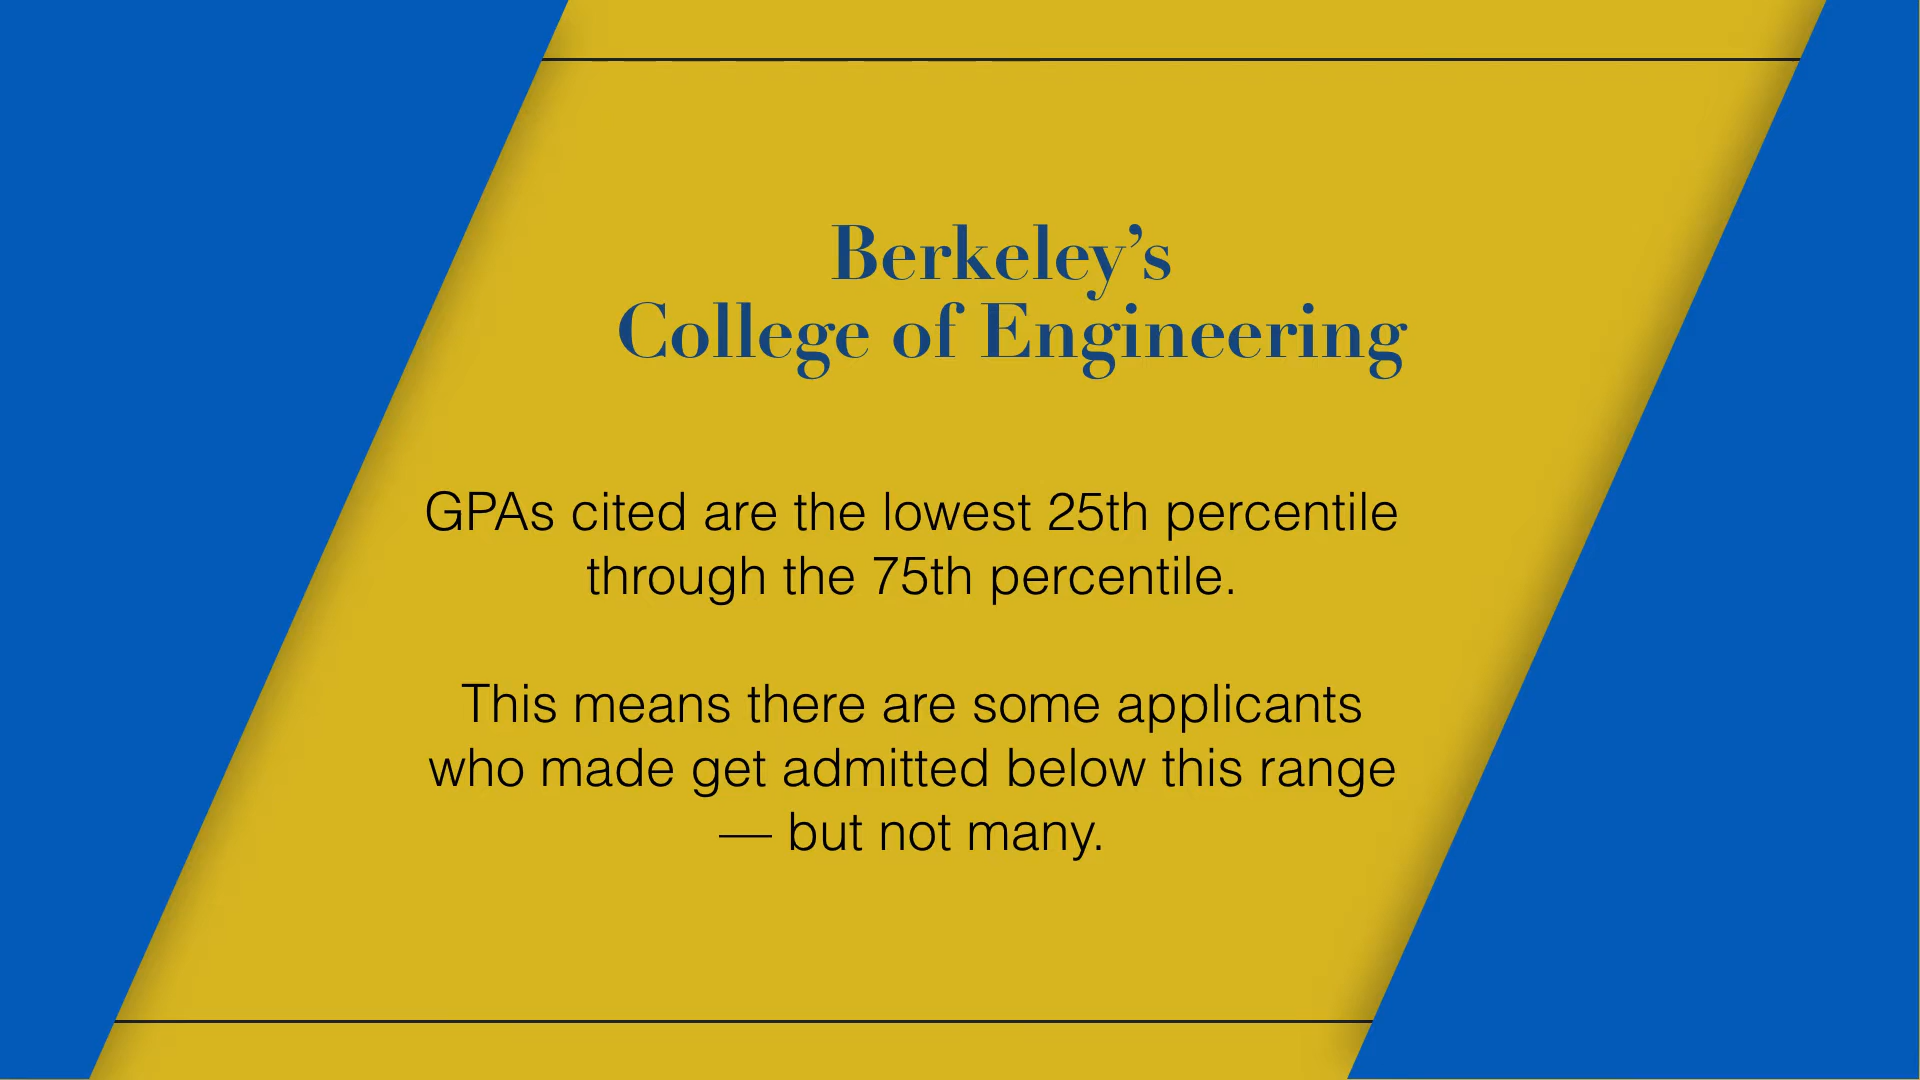 Berkeley’s
College of Engineering
GPAs cited are the lowest 25th percentile
through the 75th percentile.
This means there are some applicants
who made get admitted below this range
— but not many.